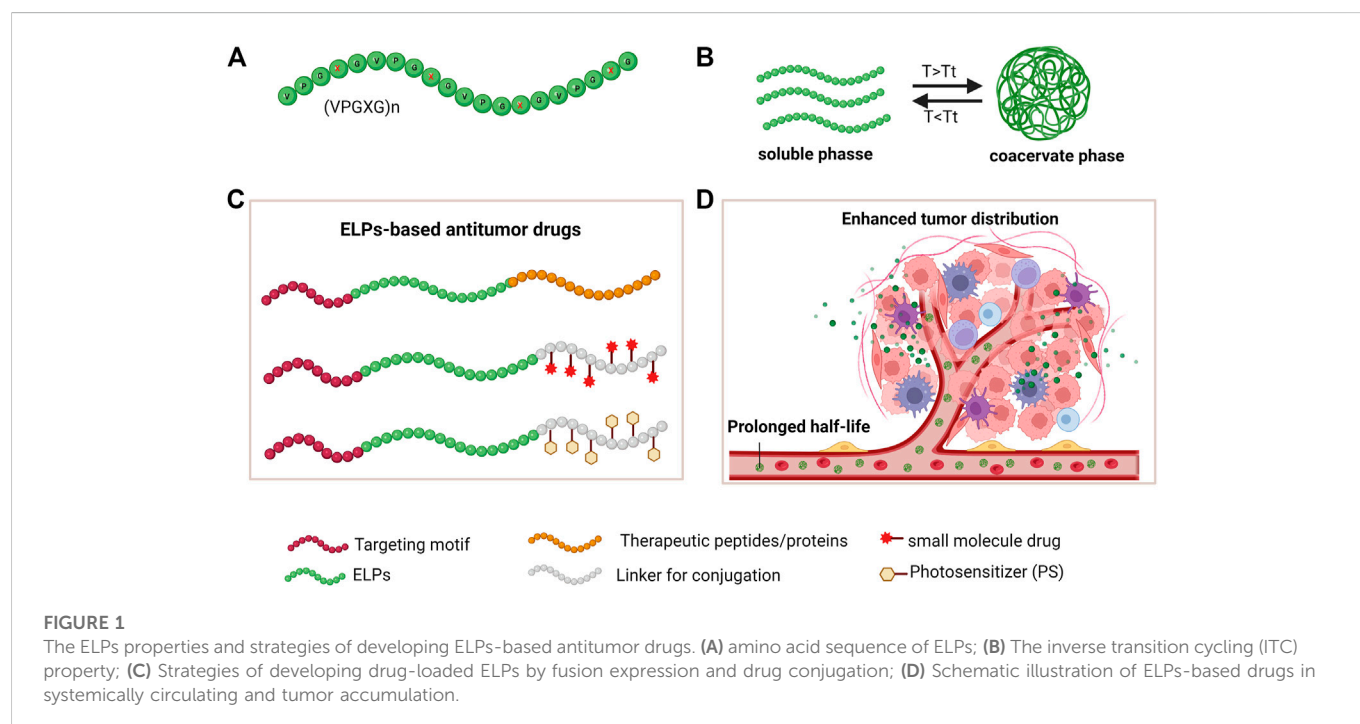 A
V P G X G V P G X G V P G X G V P G X G
(VPGXG)n
B
T>Tt
T<Tt
soluble phasse
coacervate phase
C
ELPs-based antitumor drugs
D
Enhanced tumor distribution
Prolonged half-life
Targeting motif
Therapeutic peptides/proteins
small molecule drug
ELPs
Linker for conjugation
Photosensitizer (PS)
FIGURE 1
The ELPs properties and strategies of developing ELPs-based antitumor drugs. (A) amino acid sequence of ELPs; (B) The inverse transition cycling (ITC)
property; (C) Strategies of developing drug-loaded ELPs by fusion expression and drug conjugation; (D) Schematic illustration of ELPs-based drugs in
systemically circulating and tumor accumulation.